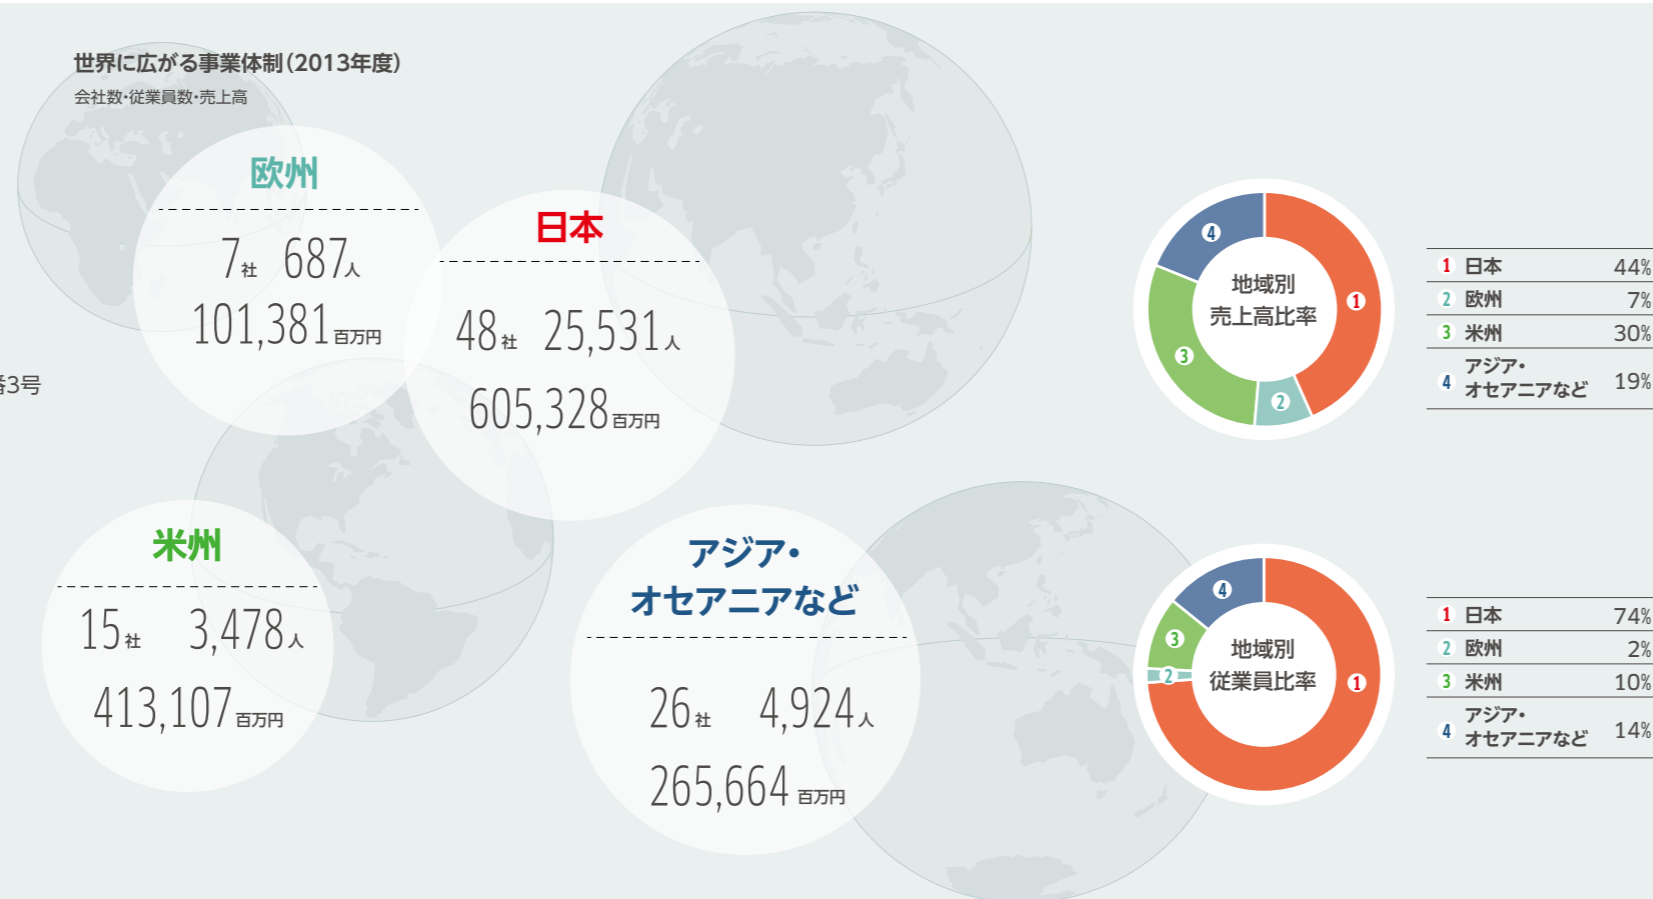 世界に広がる事業体制(2013年度)
会社数・従業員数・売上高
欧州
7社 687人
101,381百万円
日本
48社 25,531人
605,328百万円
番3号
米州
15社 3,478人
413,107百万円
アジア・
オセアニアなど
26社 4,924人
265,664百万円
地域別
売上高比率
1
2
3
4
1 日本 44%
2 欧州 7%
3 米州 30%
アジア・
4 オセアニアなど 19%
地域別
従業員比率
1
2
3
4
1 日本 74%
2 欧州 2%
3 米州 10%
アジア・
4 オセアニアなど 14%